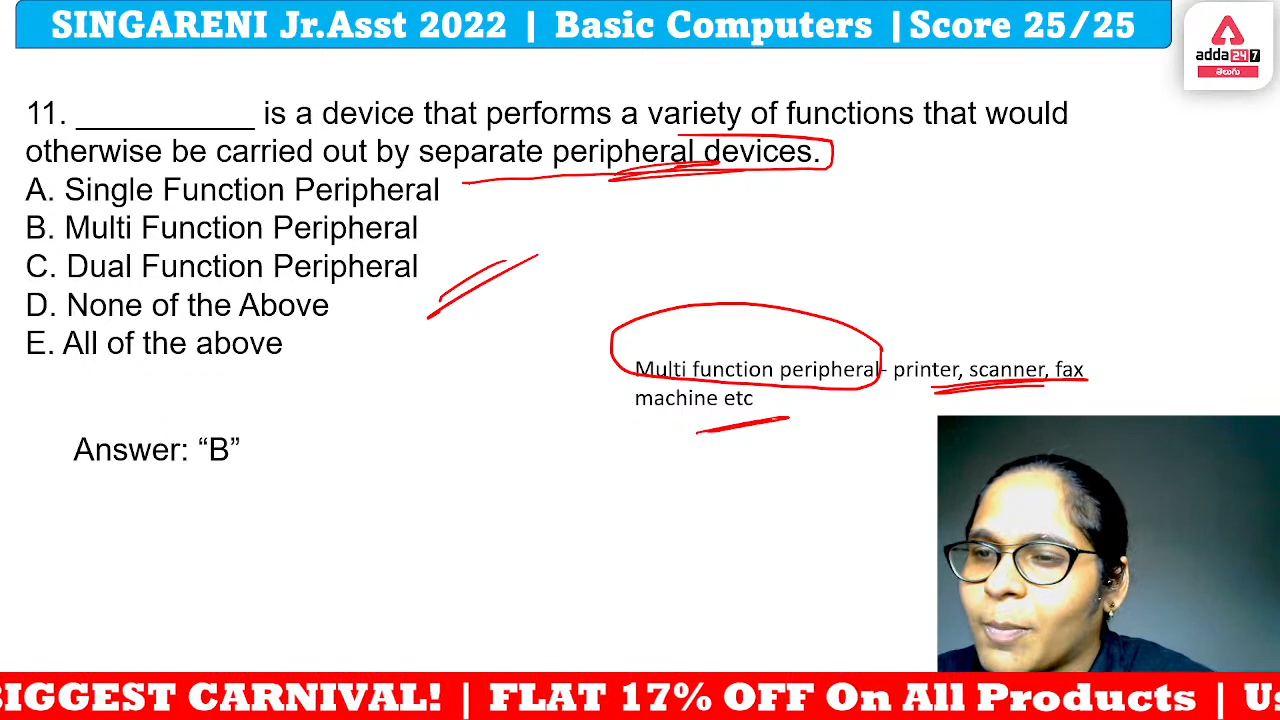 SINGARENI Jr.Asst 2022 | Basic Computers |Score 25/25
adda247
తెలుగు
11. ___________ is a device that performs a variety of functions that would
otherwise be carried out by separate peripheral devices.
A. Single Function Peripheral
B. Multi Function Peripheral
C. Dual Function Peripheral
D. None of the Above
E. All of the above
Multi function peripheral- printer, scanner, fax
machine etc
Answer: “B”
BIGGEST CARNIVAL! | FLAT 17% OFF On All Products |